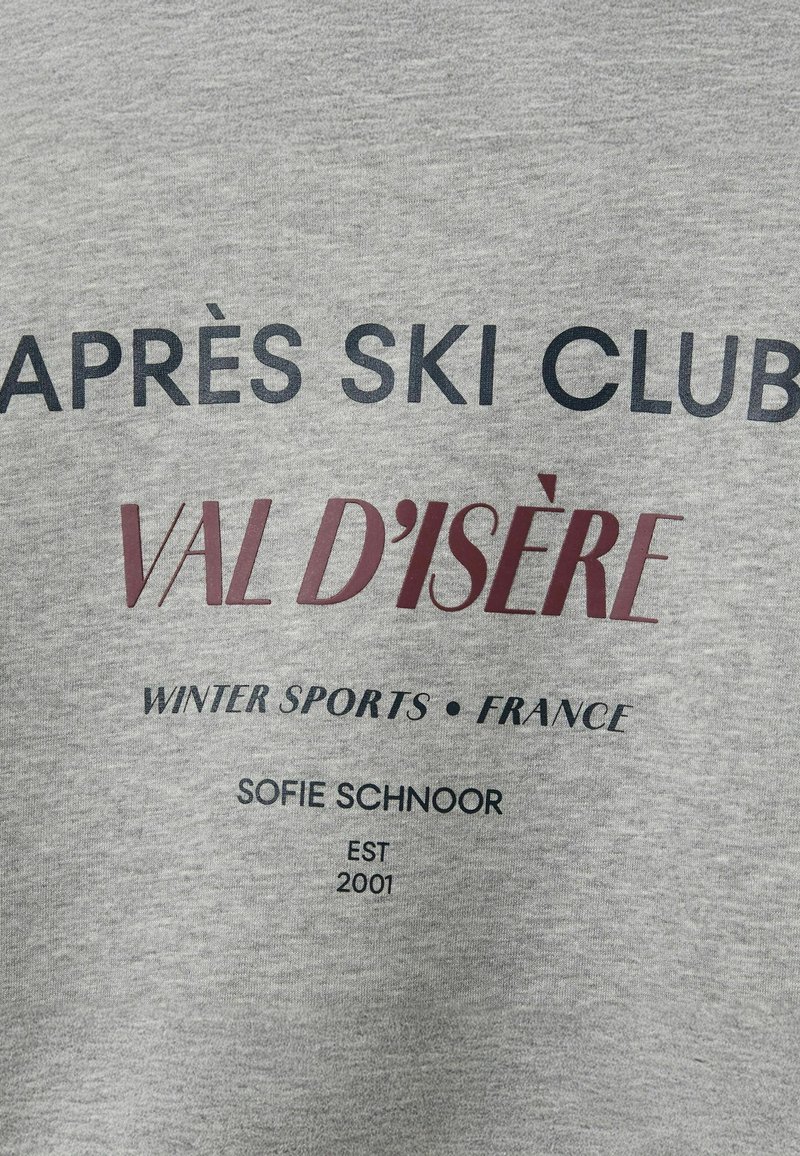 APRÈS SKI CLUB
VAL D'ISÈRE
WINTER SPORTS • FRANCE
SOFIE SCHNOOR
EST
2001